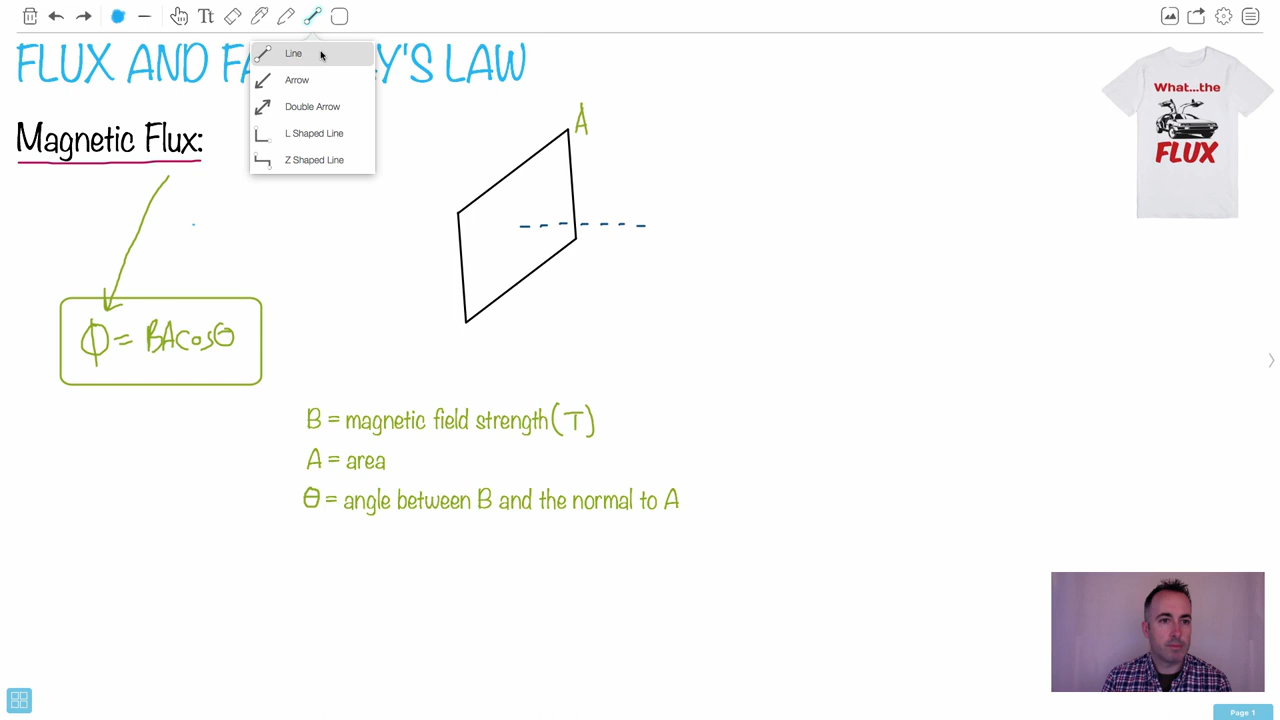 Tt
FLUX AND FA Y'S LAW
Line
Arrow
Double Arrow
L Shaped Line
Z Shaped Line
What...the
FLUX
Magnetic Flux:
A
ϕ = BACosθ
B = magnetic field strength (T)
A = area
θ = angle between B and the normal to A
Page 1